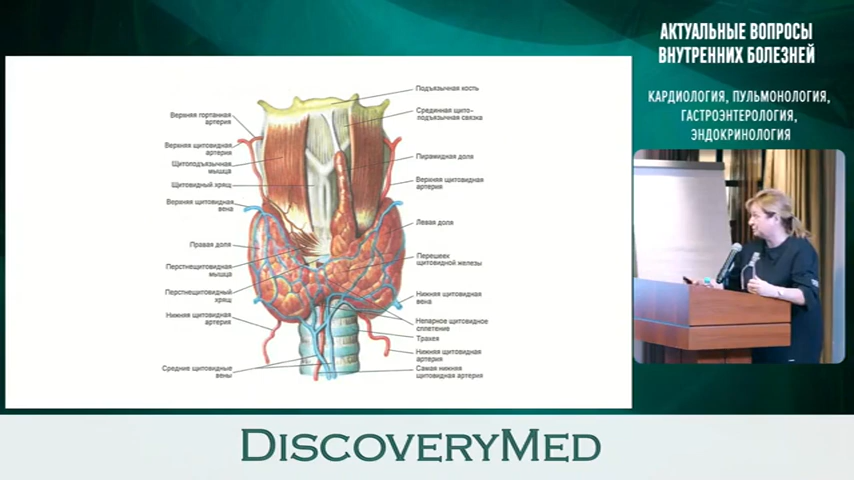 АКТУАЛЬНЫЕ ВОПРОСЫ
ВНУТРЕННИХ БОЛЕЗНЕЙ
КАРДИОЛОГИЯ, ПУЛЬМОНОЛОГИЯ,
ГАСТРОЭНТЕРОЛОГИЯ,
ЭНДОКРИНОЛОГИЯ
Верхняя гортанная
артерия
Верхняя щитовидная
артерия
Щитоподъязычная
мышца
Щитовидный хрящ
Верхняя щитовидная
вена
Правая доля
Перстнещитовидная
мышца
Перстнещитовидный
хрящ
Нижняя щитовидная
артерия
Средние щитовидные
вены
Подъязычная кость
Срединная щито-
подъязычная связка
Пирамидная доля
Верхняя щитовидная
артерия
Левая доля
Перешеек
щитовидной железы
Нижняя щитовидная
вена
Непарное щитовидное
сплетение
Трахея
Нижняя щитовидная
артерия
Самая нижняя
щитовидная артерия
DISCOVERYMED